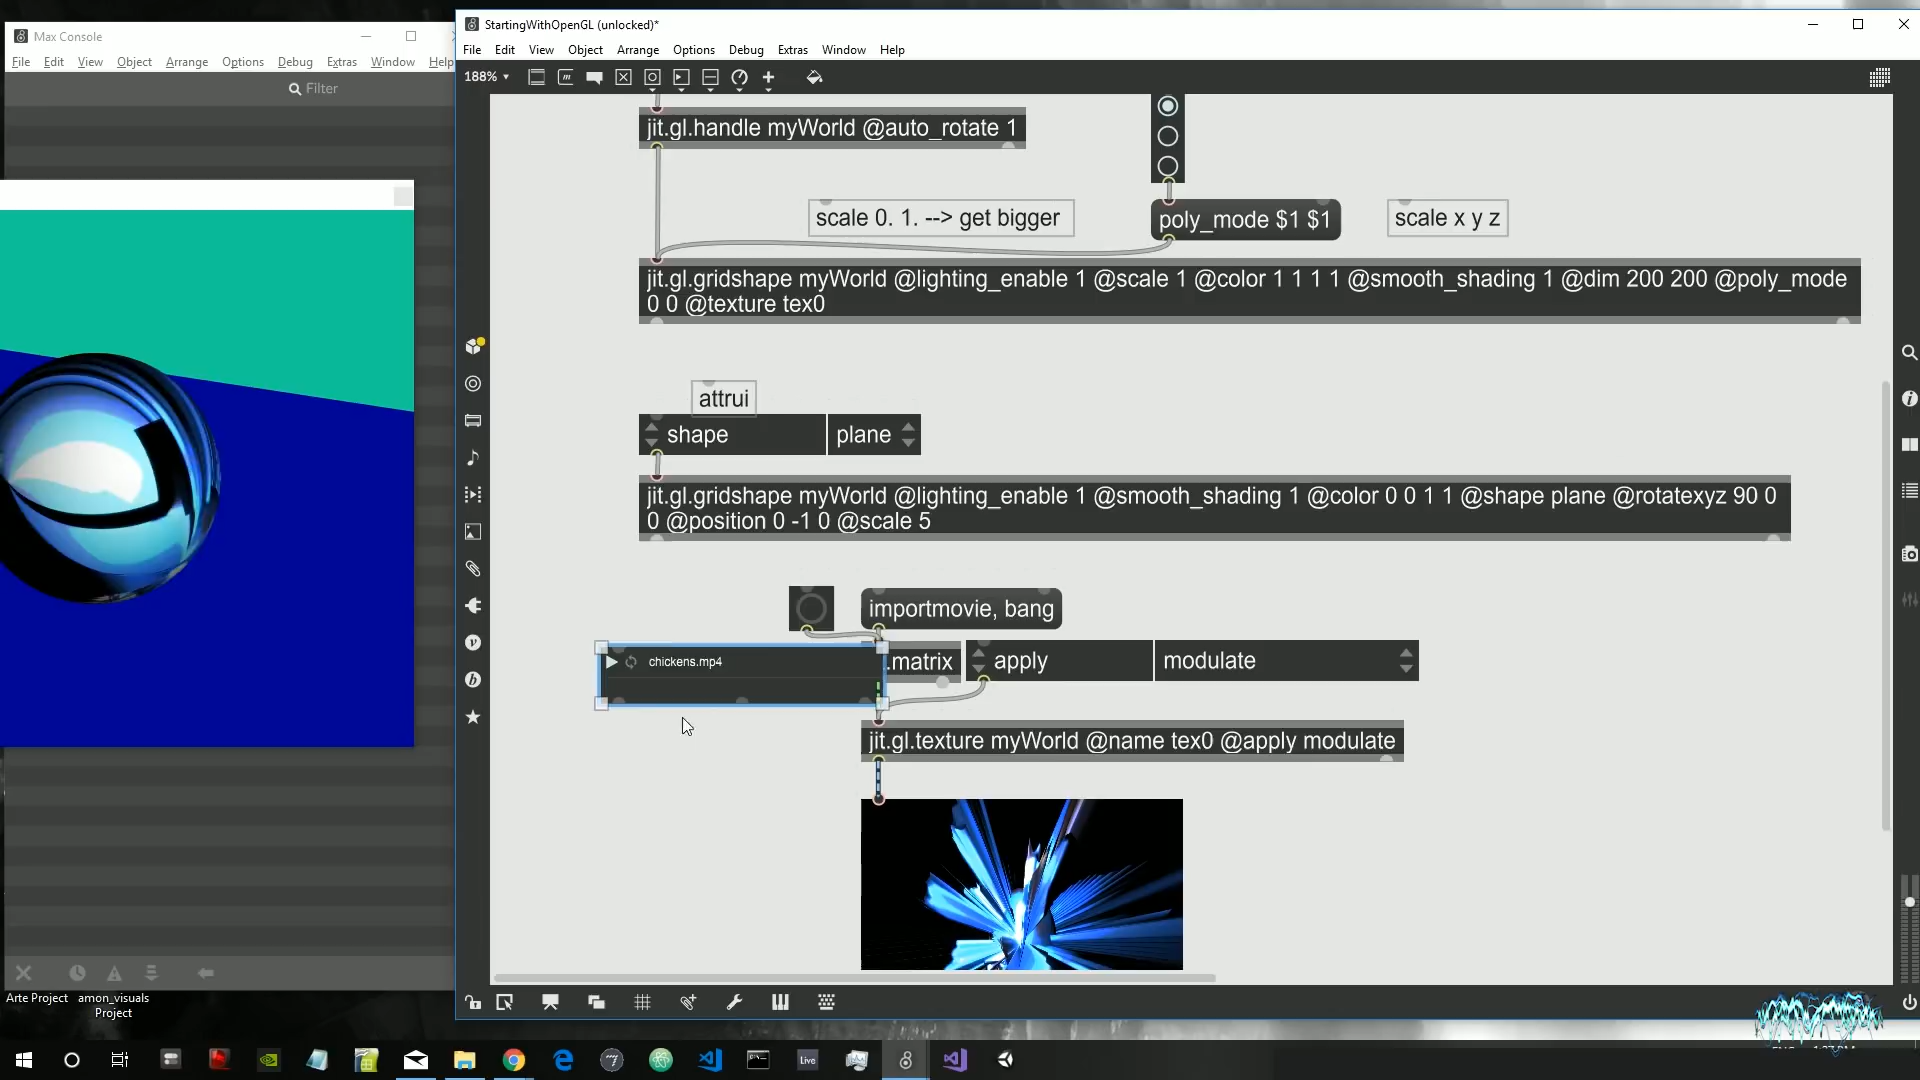 Max Console
File Edit View Object Arrange Options Debug Extras Window Help
Filter
StartingWithOpenGL (unlocked)*
File Edit View Object Arrange Options Debug Extras Window Help
188%
jit.gl.handle myWorld @auto_rotate 1
scale 0. 1. --> get bigger
poly_mode $1 $1
scale x y z
jit.gl.gridshape myWorld @lighting_enable 1 @scale 1 @color 1 1 1 1 @smooth_shading 1 @dim 200 200 @poly_mode
0 0 @texture tex0
attrui
shape plane
jit.gl.gridshape myWorld @lighting_enable 1 @smooth_shading 1 @color 0 0 1 1 @shape plane @rotatexyz 90 0
0 @position 0 -1 0 @scale 5
importmovie, bang
chickens.mp4
.matrix
apply modulate
jit.gl.texture myWorld @name tex0 @apply modulate
Arte Project
amon_visuals
Project
Live